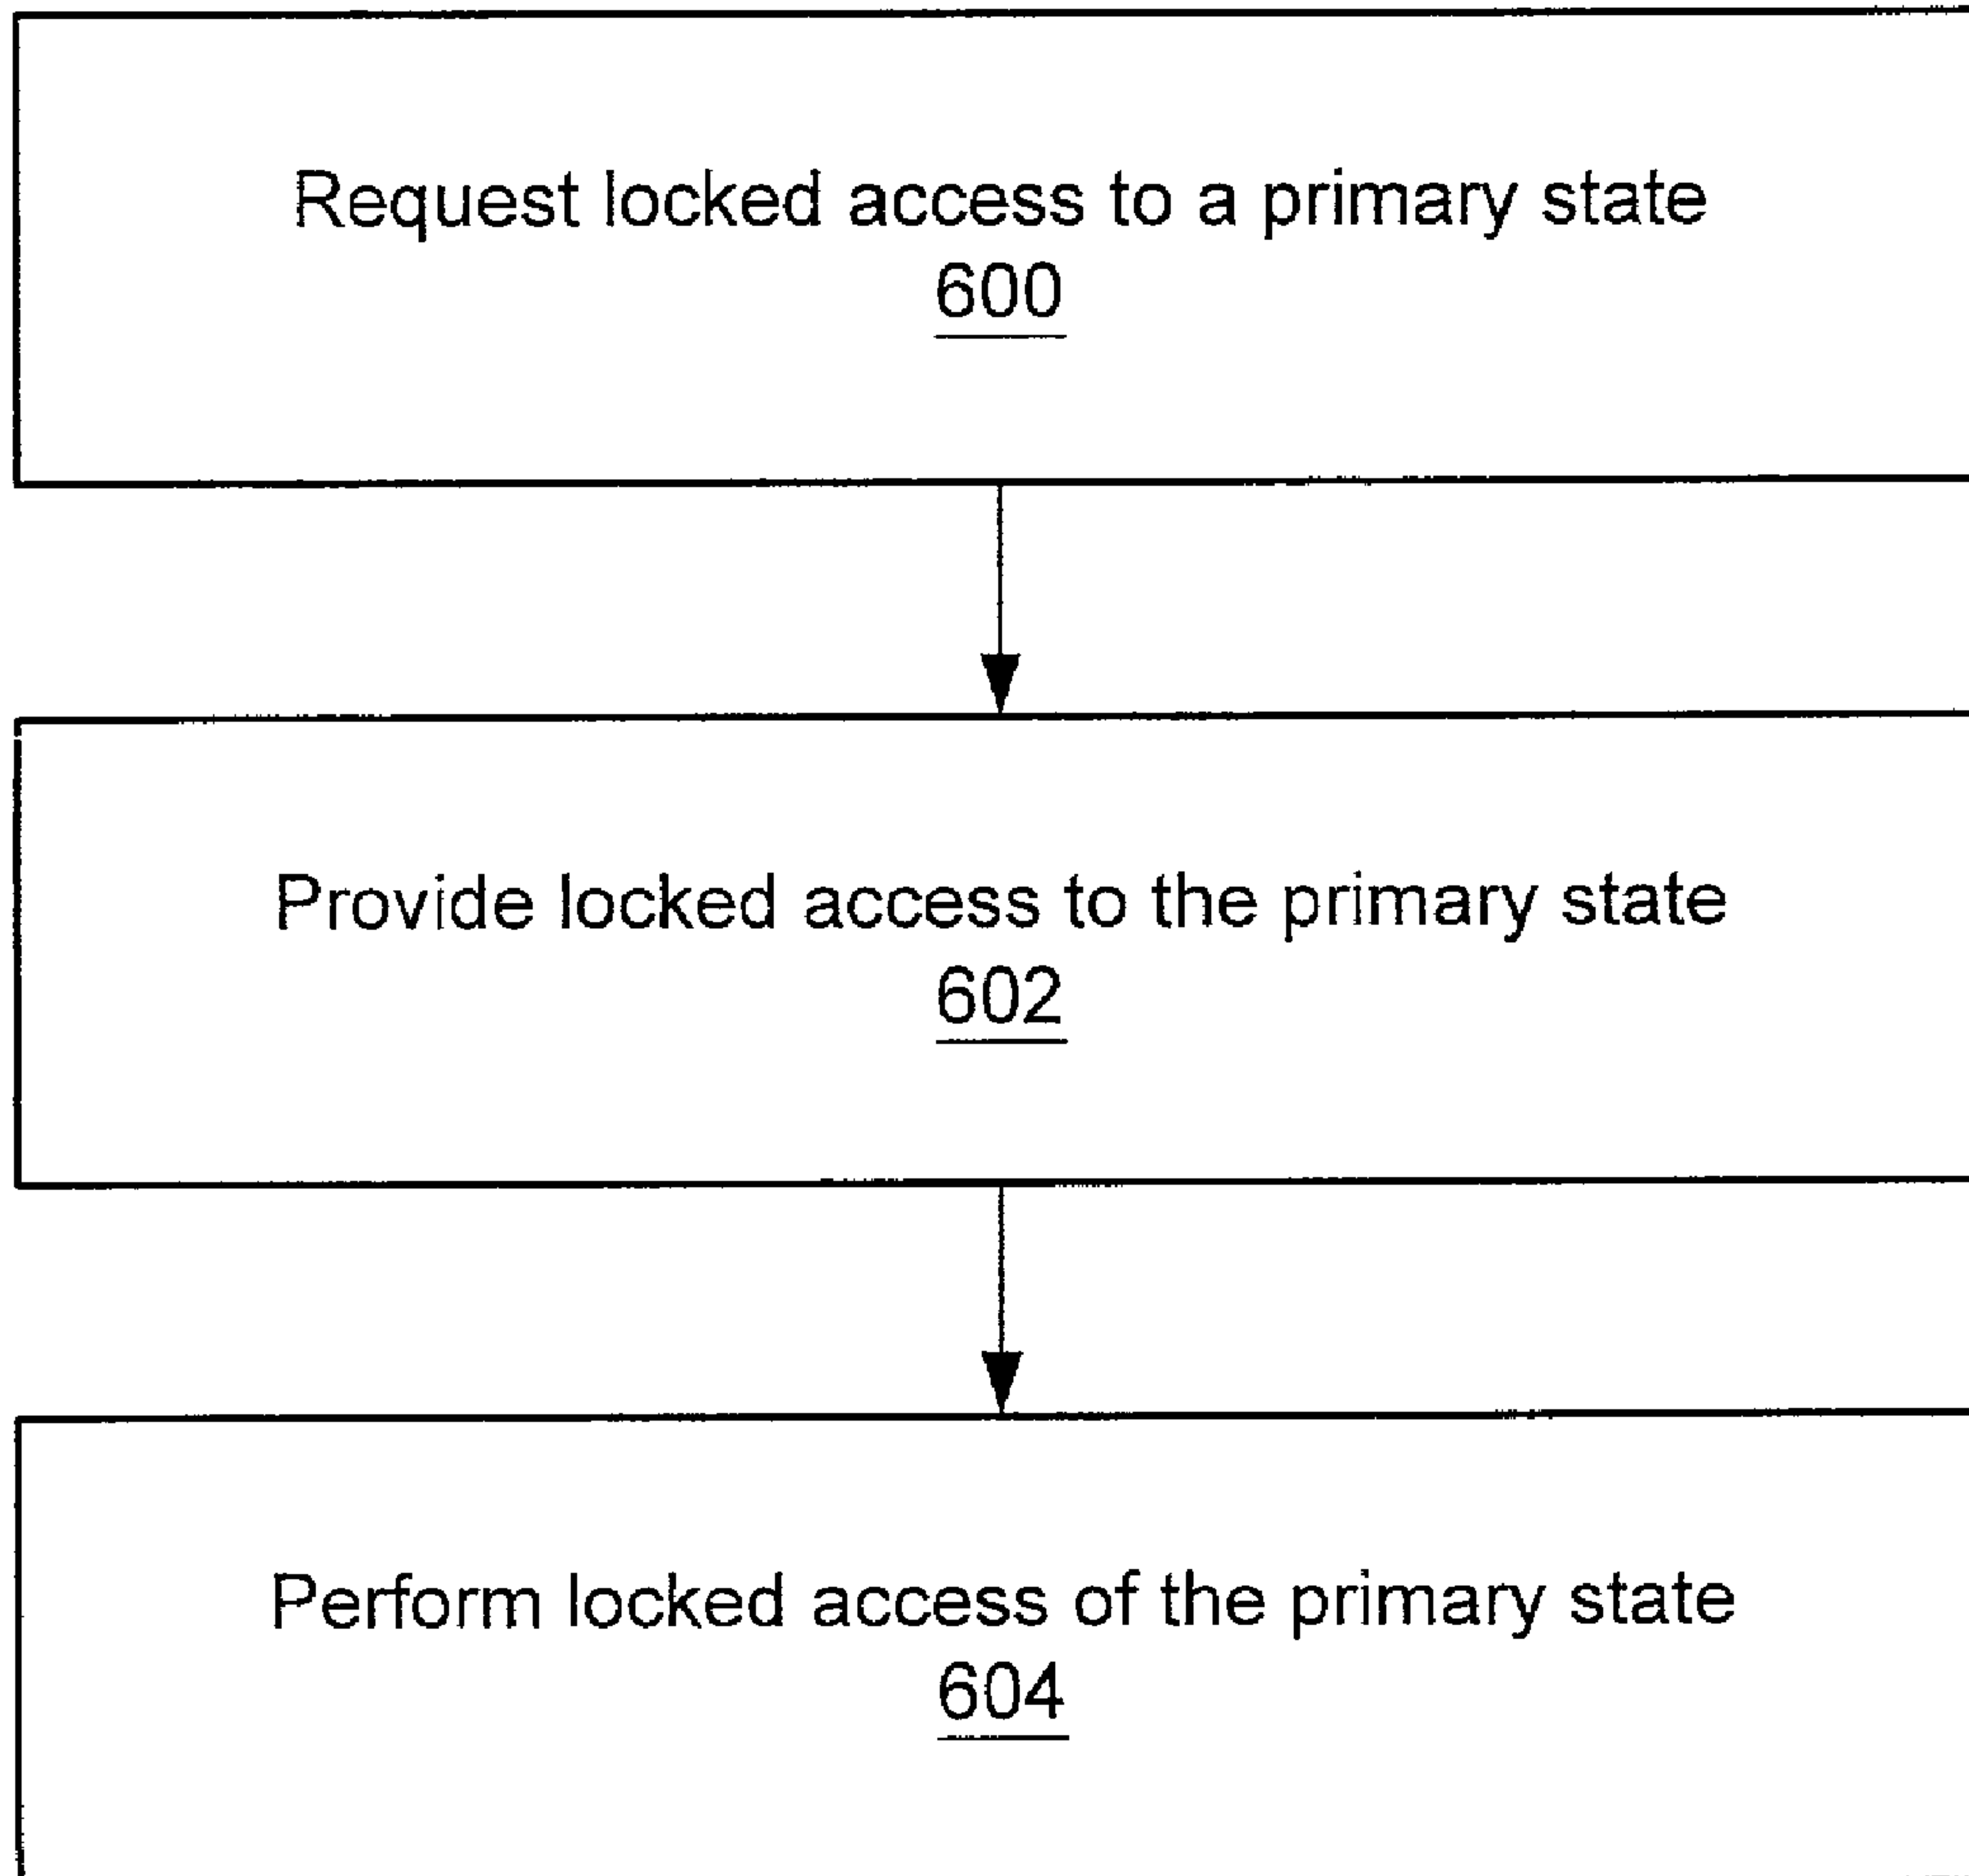 Request locked access to a primary state
600
Provide locked access to the primary state
602
Perform locked access of the primary state
604